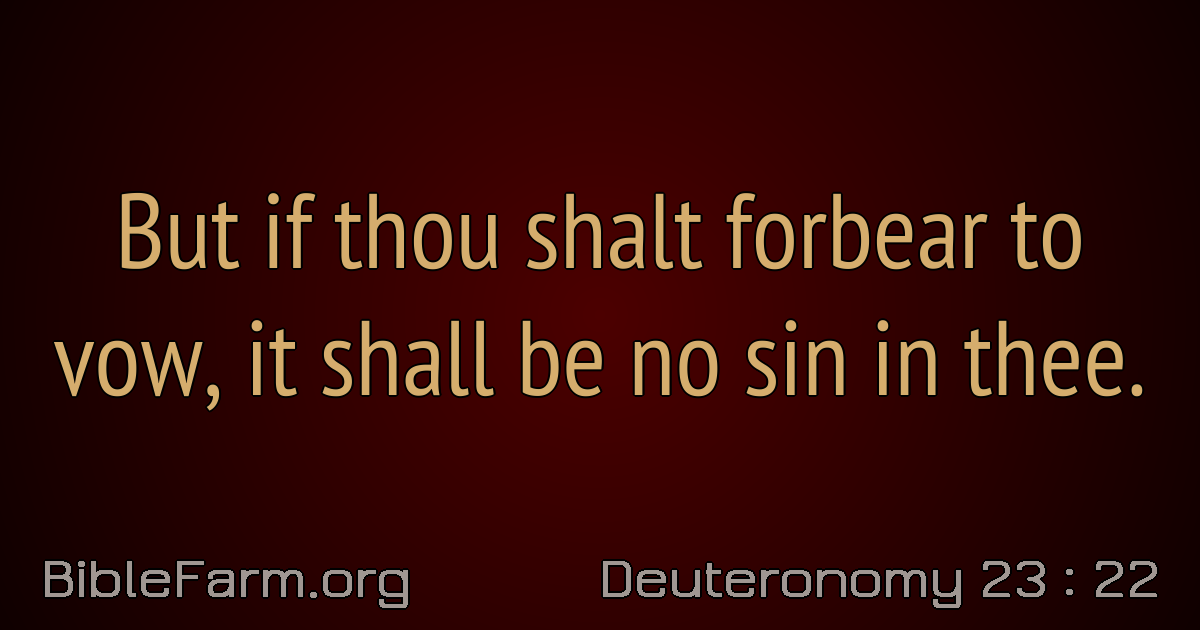 But if thou shalt forbear to
vow, it shall be no sin in thee.
BibleFarm.org
Deuteronomy 23 : 22